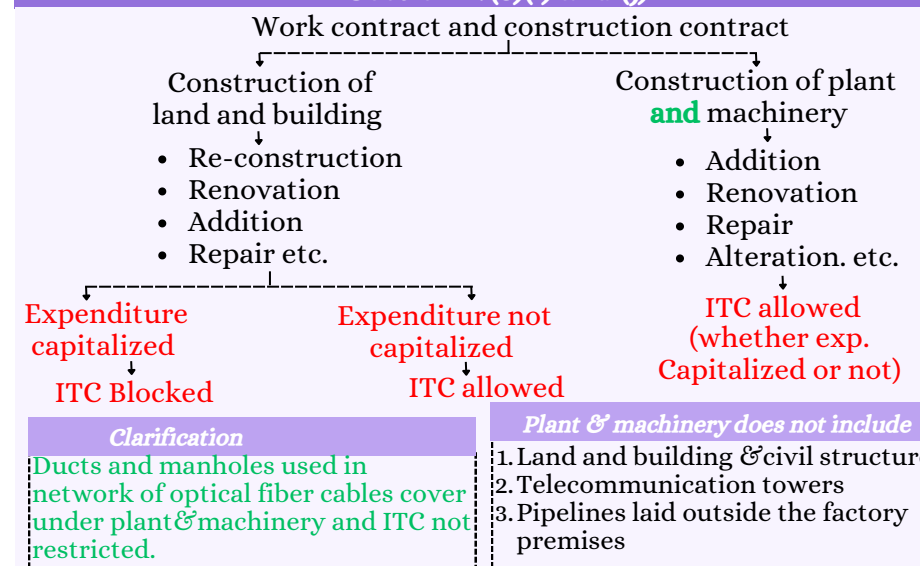 Work contract and construction contract
Construction of
land and building
• Re-construction
• Renovation
• Addition
• Repair etc.
Expenditure
capitalized
ITC Blocked
Expenditure not
capitalized
ITC allowed
Construction of plant
and machinery
• Addition
• Renovation
• Repair
• Alteration. etc.
ITC allowed
(whether exp.
Capitalized or not)
Clarification
Ducts and manholes used in
network of optical fiber cables cover
under plant&machinery and ITC not
restricted.
Plant & machinery does not include
1. Land and building &civil structur
2. Telecommunication towers
3. Pipelines laid outside the factory
premises